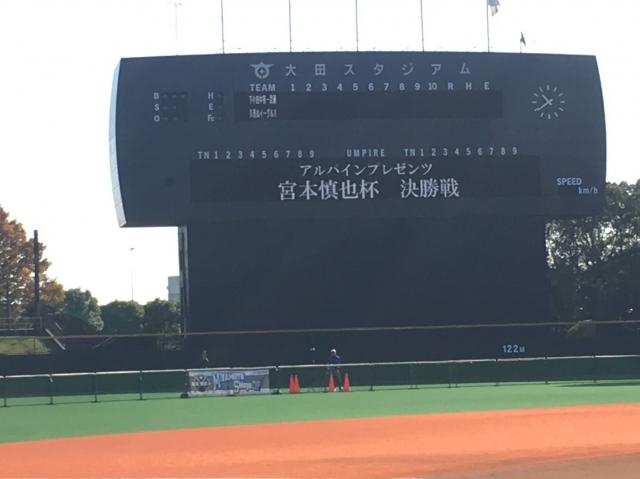 大田スタジアム
TEAM 1 2 3 4 5 6 7 8 9 10 R H E
B H
S E
O Fc
TN 1 2 3 4 5 6 7 8 9 UMPIRE TN 1 2 3 4 5 6 7 8 9
アルパインプレゼンツ
宮本慎也杯 決勝戦
SPEED
km/h
122M